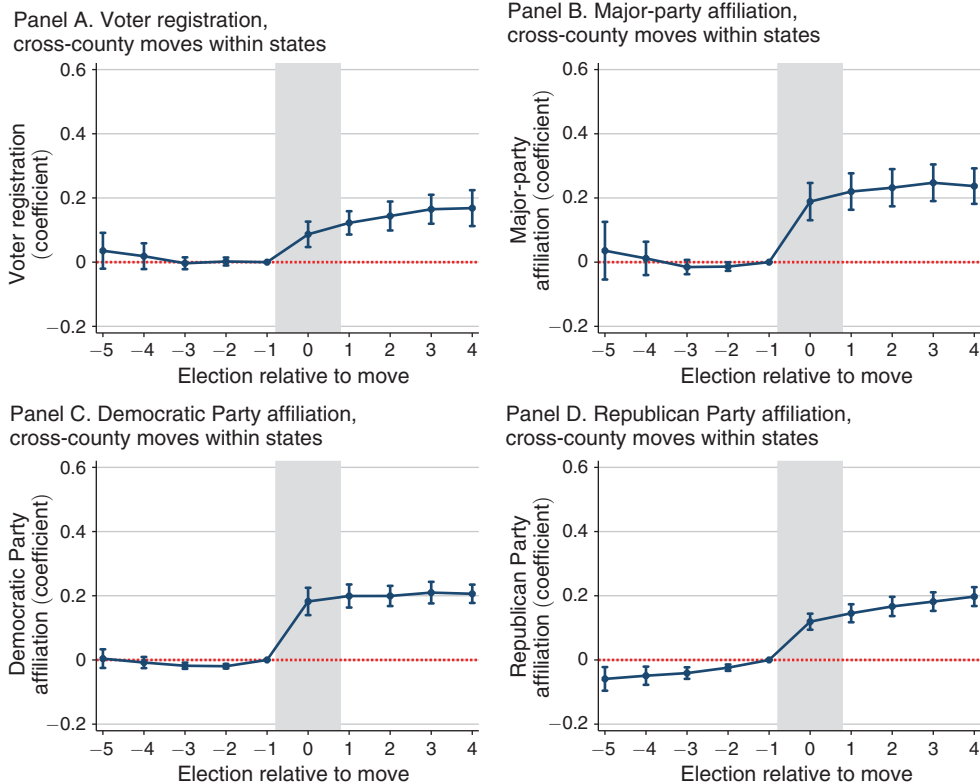 Panel A. Voter registration,
cross-county moves within states
0.6
0.4
0.2
0
−0.2
Voter registration
(coefficient)
−5 −4 −3 −2 −1 0 1 2 3 4
Election relative to move
Panel B. Major-party affiliation,
cross-county moves within states
0.6
0.4
0.2
0
−0.2
Major-party
affiliation (coefficient)
−5 −4 −3 −2 −1 0 1 2 3 4
Election relative to move
Panel C. Democratic Party affiliation,
cross-county moves within states
0.6
0.4
0.2
0
−0.2
Democratic Party
affiliation (coefficient)
−5 −4 −3 −2 −1 0 1 2 3 4
Election relative to move
Panel D. Republican Party affiliation,
cross-county moves within states
0.6
0.4
0.2
0
−0.2
Republican Party
affiliation (coefficient)
−5 −4 −3 −2 −1 0 1 2 3 4
Election relative to move